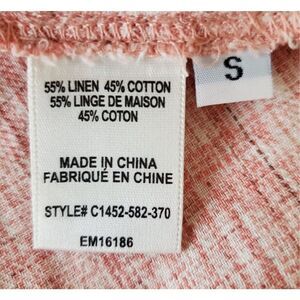 55% LINEN 45% COTTON
55% LINGE DE MAISON
45% COTON
MADE IN CHINA
FABRIQUÉ EN CHINE
STYLE# C1452-582-370
EM16186
S